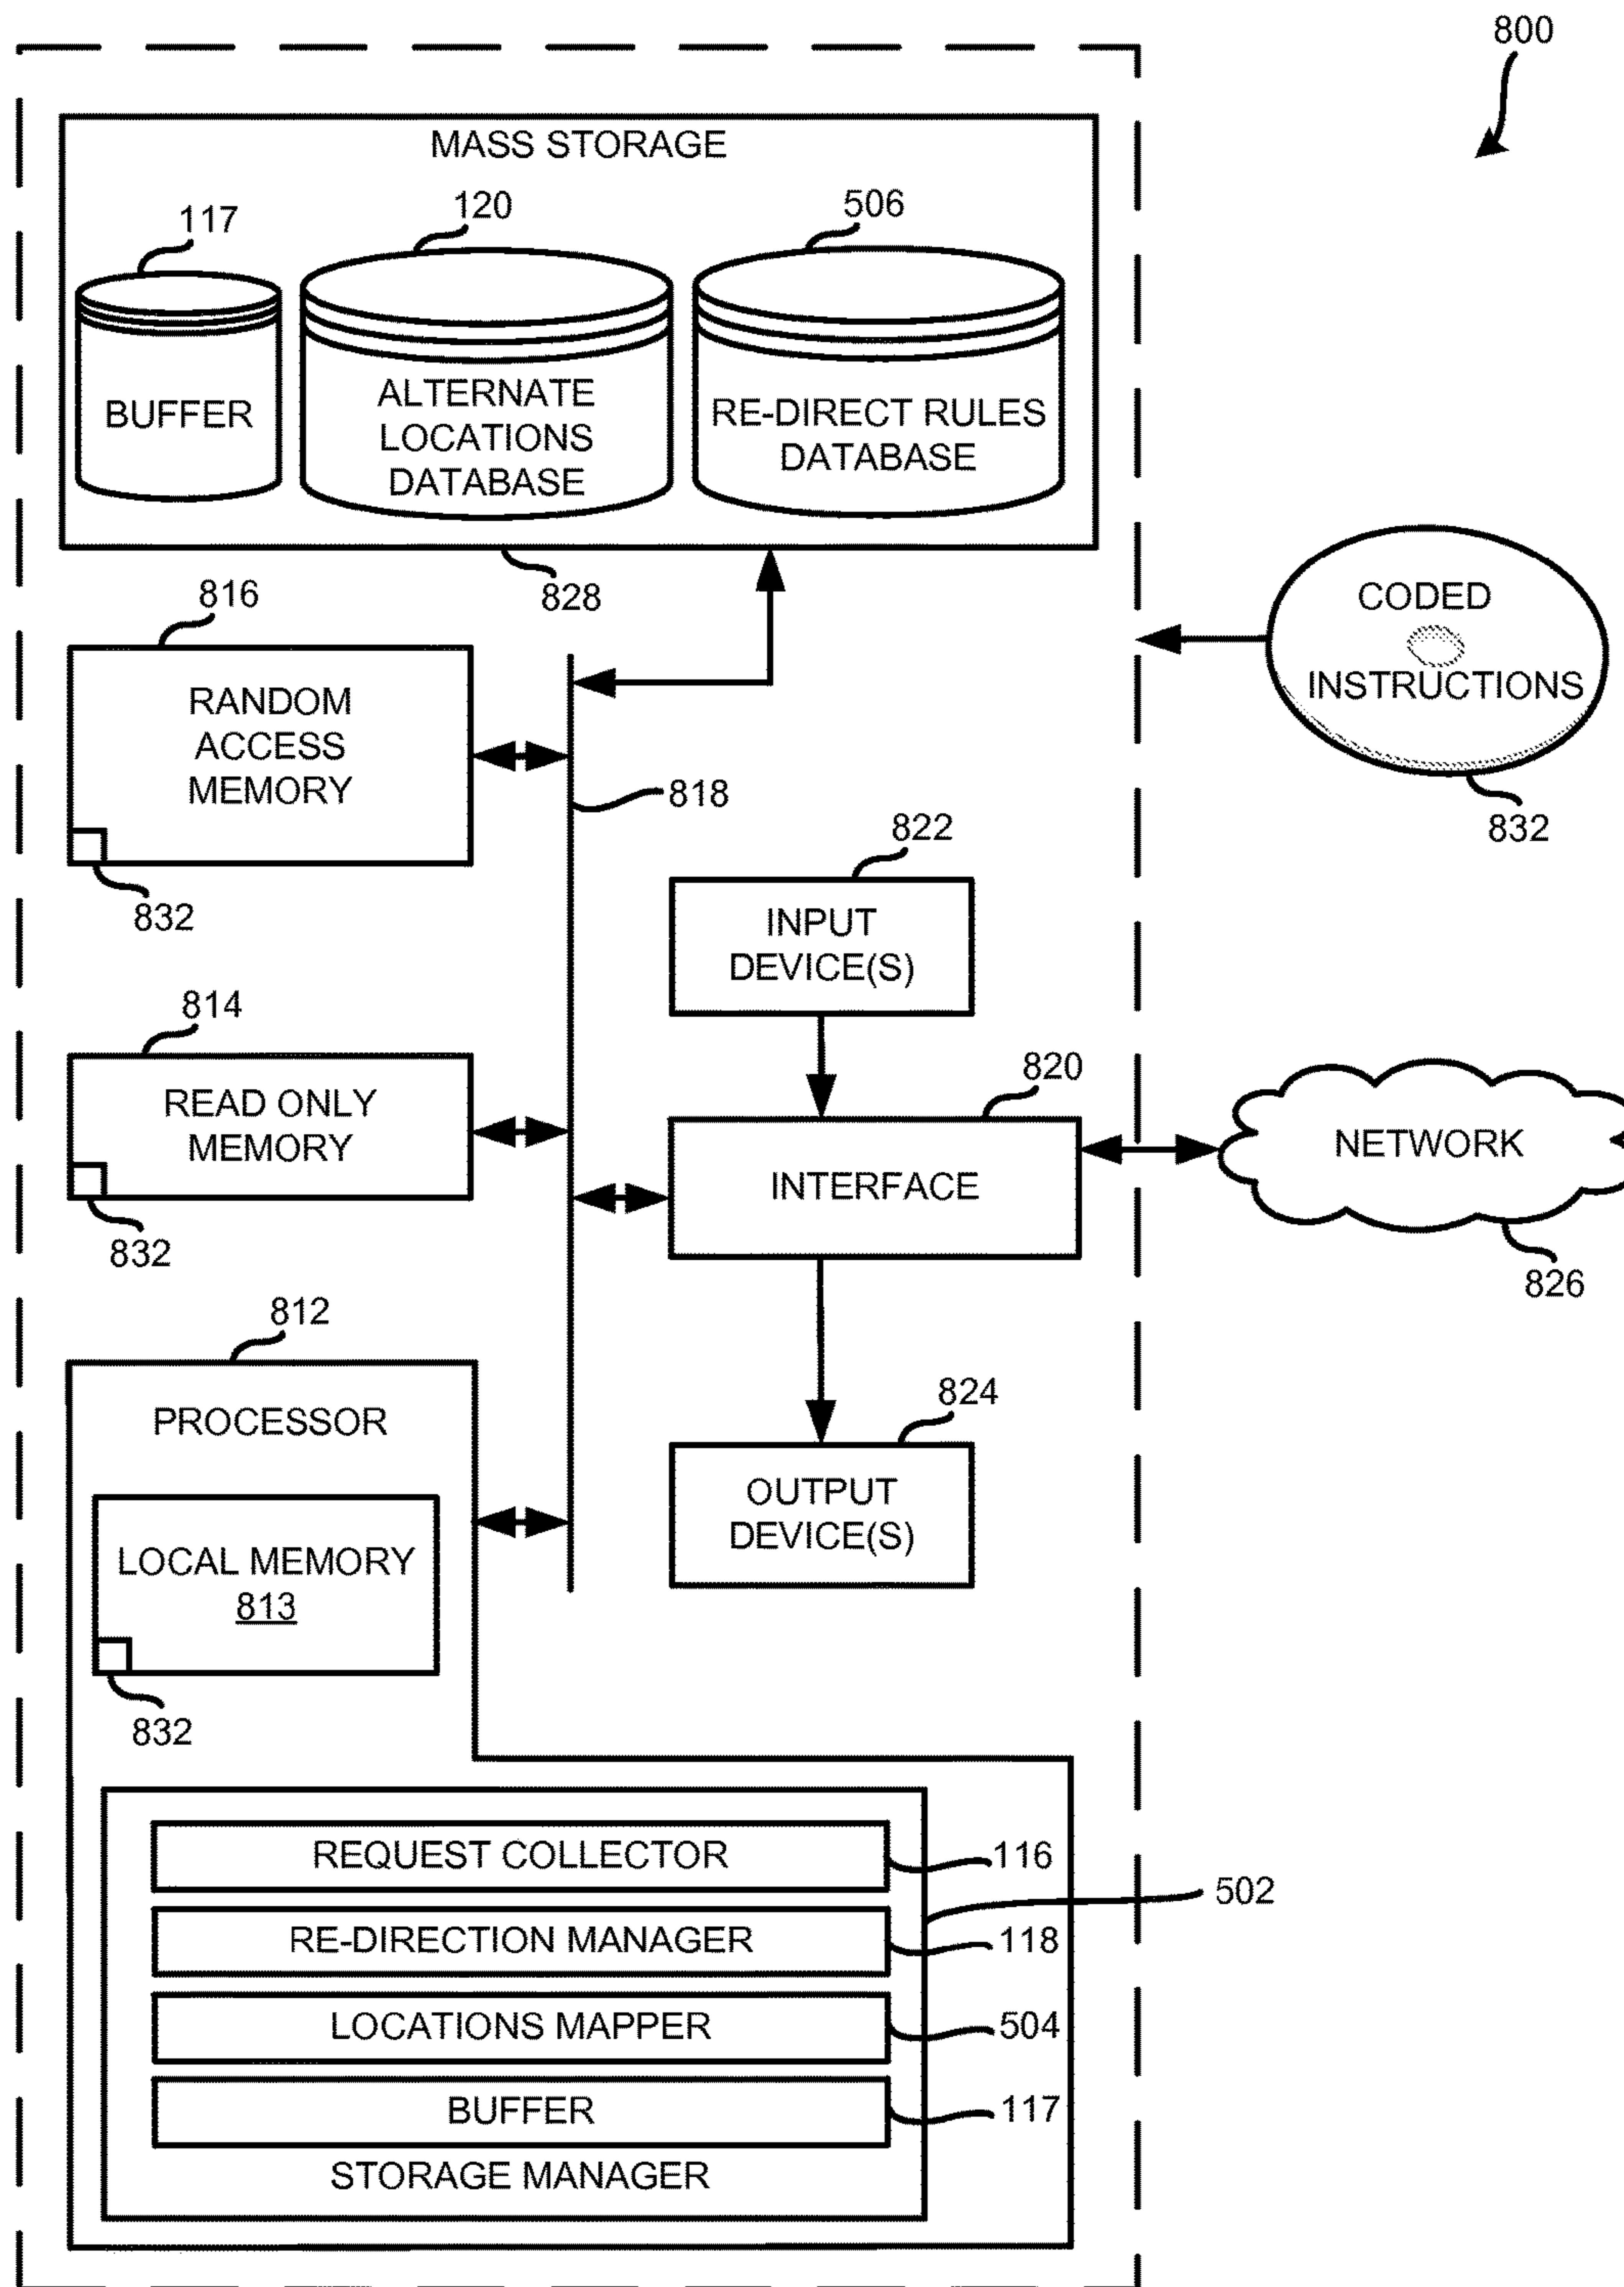 800
MASS STORAGE
117
120
506
BUFFER
ALTERNATE
LOCATIONS
DATABASE
RE-DIRECT RULES
DATABASE
828
816
RANDOM
ACCESS
MEMORY
832
818
CODED
INSTRUCTIONS
832
822
INPUT
DEVICE(S)
814
READ ONLY
MEMORY
832
820
INTERFACE
NETWORK
826
812
PROCESSOR
LOCAL MEMORY
813
832
824
OUTPUT
DEVICE(S)
REQUEST COLLECTOR
116
502
RE-DIRECTION MANAGER
118
LOCATIONS MAPPER
504
BUFFER
117
STORAGE MANAGER